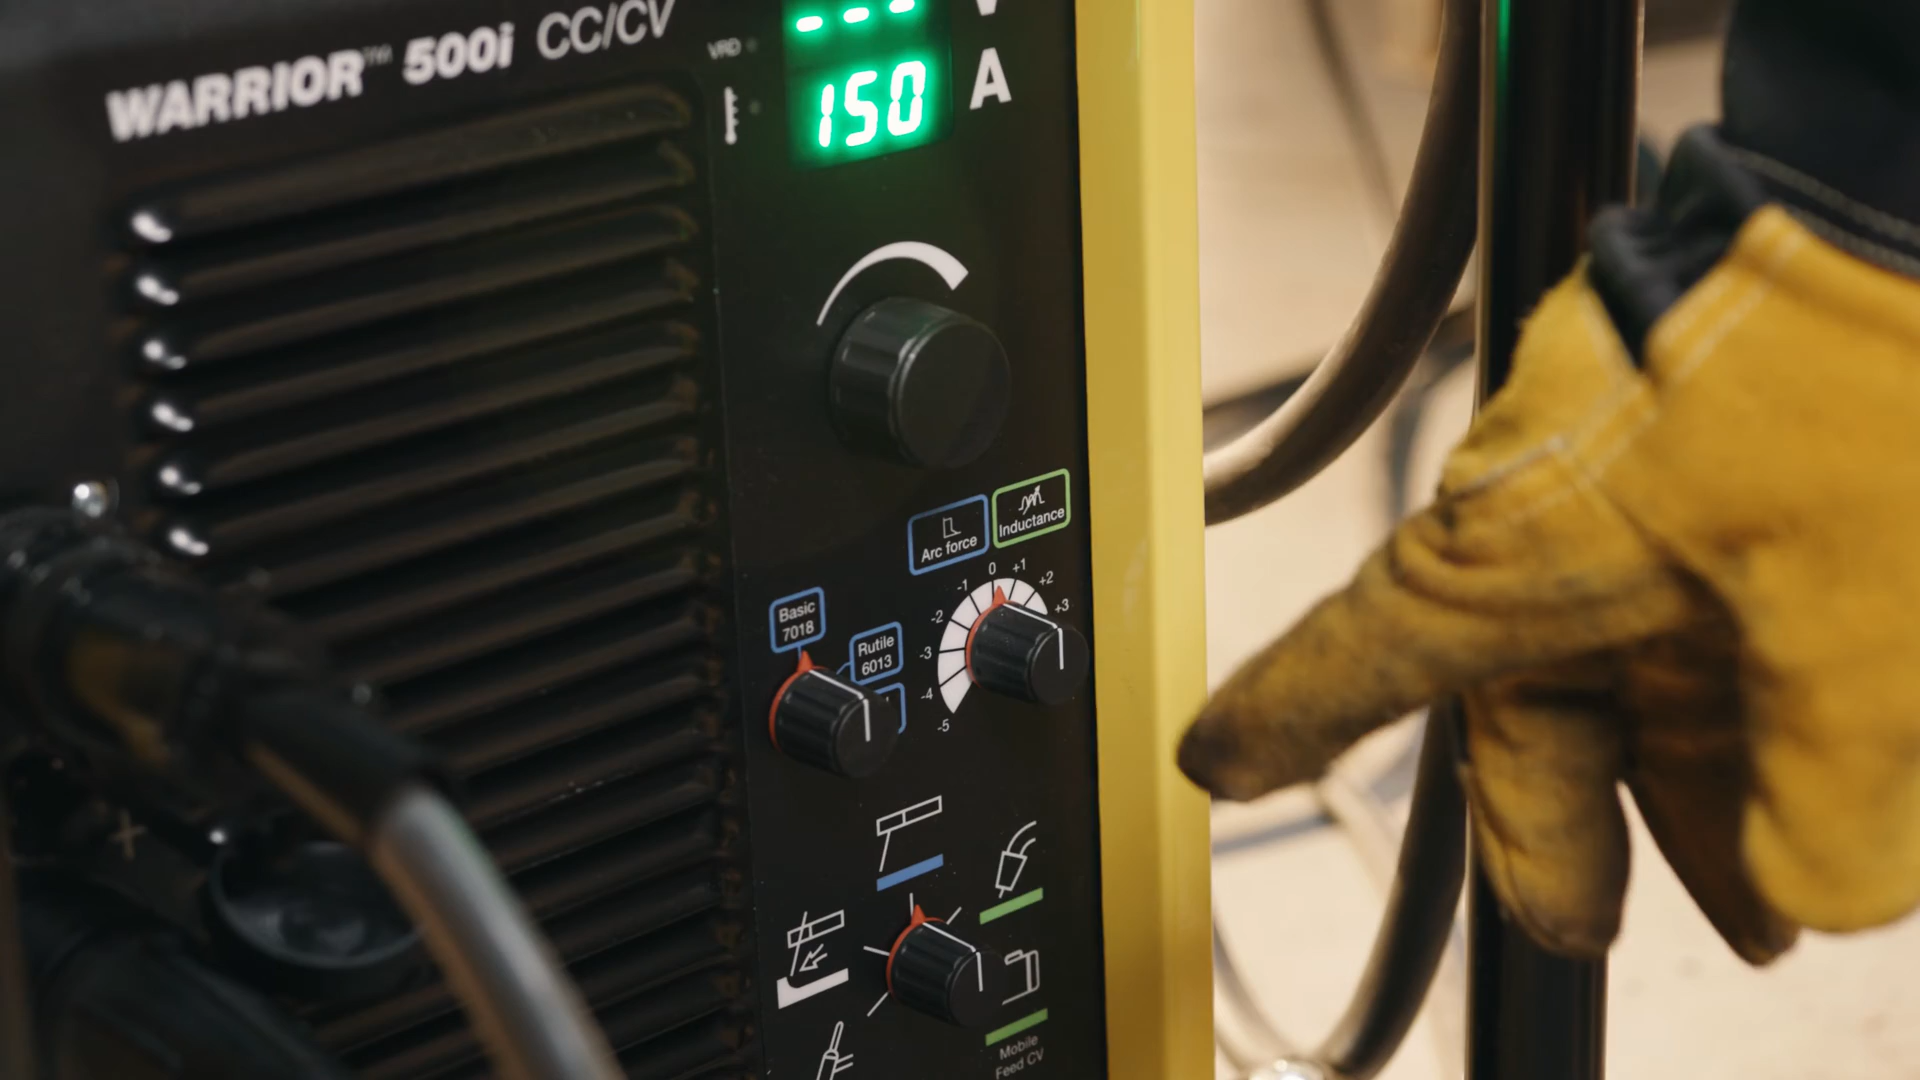 WARRIOR™ 500i CC/CV
VRD
---
V
150
A
Arc force
Inductance
0
+1
+2
+3
-1
-2
-3
-4
-5
Basic
7018
Rutile
6013
Mobile
Feed CV
+